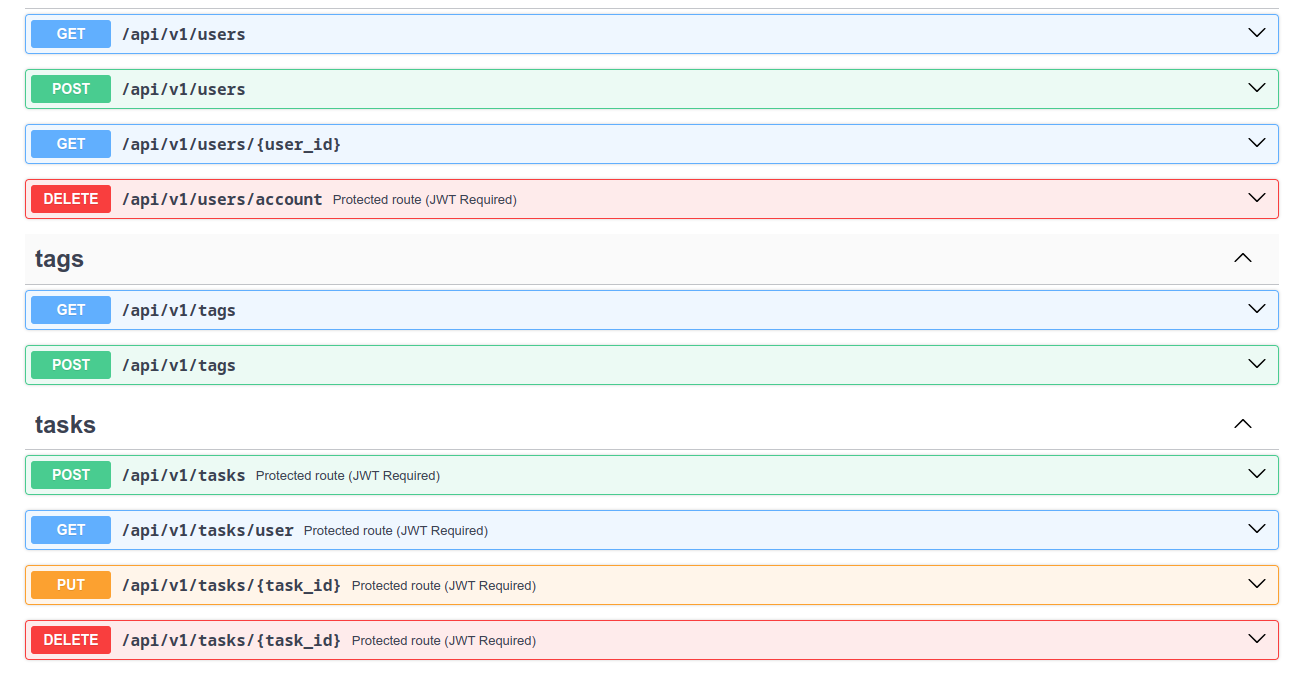 GET /api/v1/users
POST /api/v1/users
GET /api/v1/users/{user_id}
DELETE /api/v1/users/account Protected route (JWT Required)
tags
GET /api/v1/tags
POST /api/v1/tags
tasks
POST /api/v1/tasks Protected route (JWT Required)
GET /api/v1/tasks/user Protected route (JWT Required)
PUT /api/v1/tasks/{task_id} Protected route (JWT Required)
DELETE /api/v1/tasks/{task_id} Protected route (JWT Required)